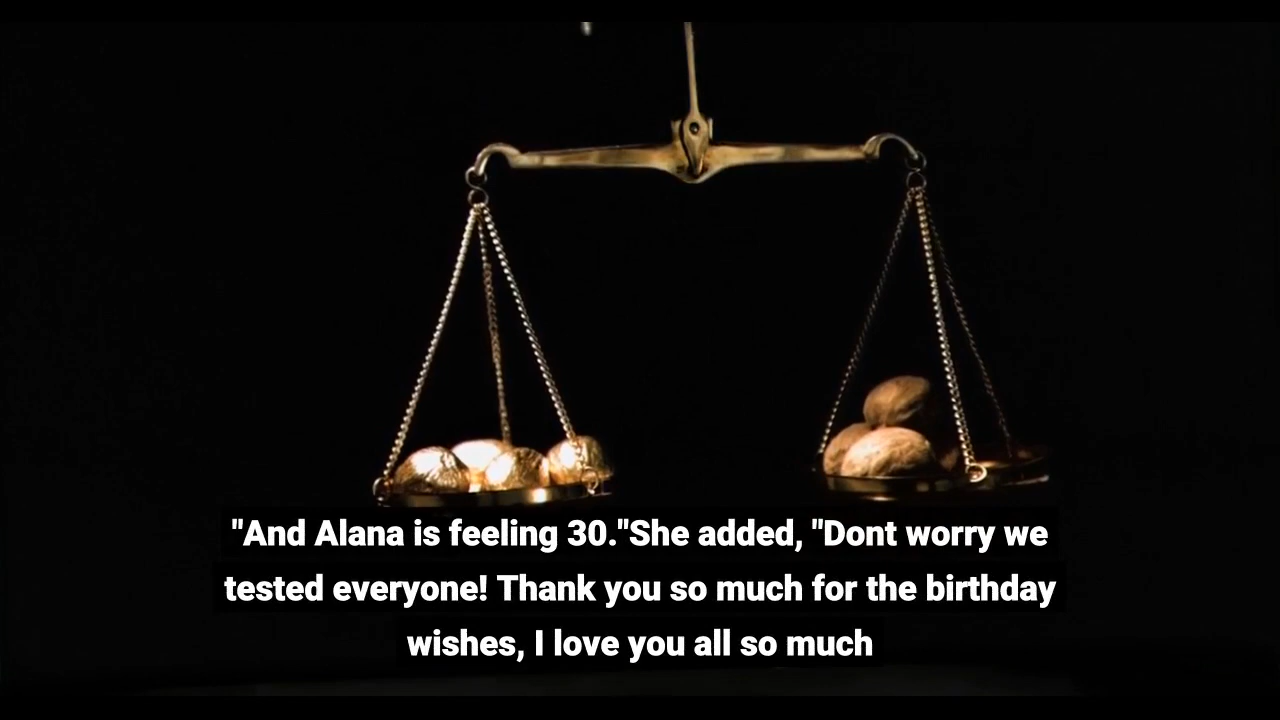 "And Alana is feeling 30."She added, "Dont worry we
tested everyone! Thank you so much for the birthday
wishes, I love you all so much